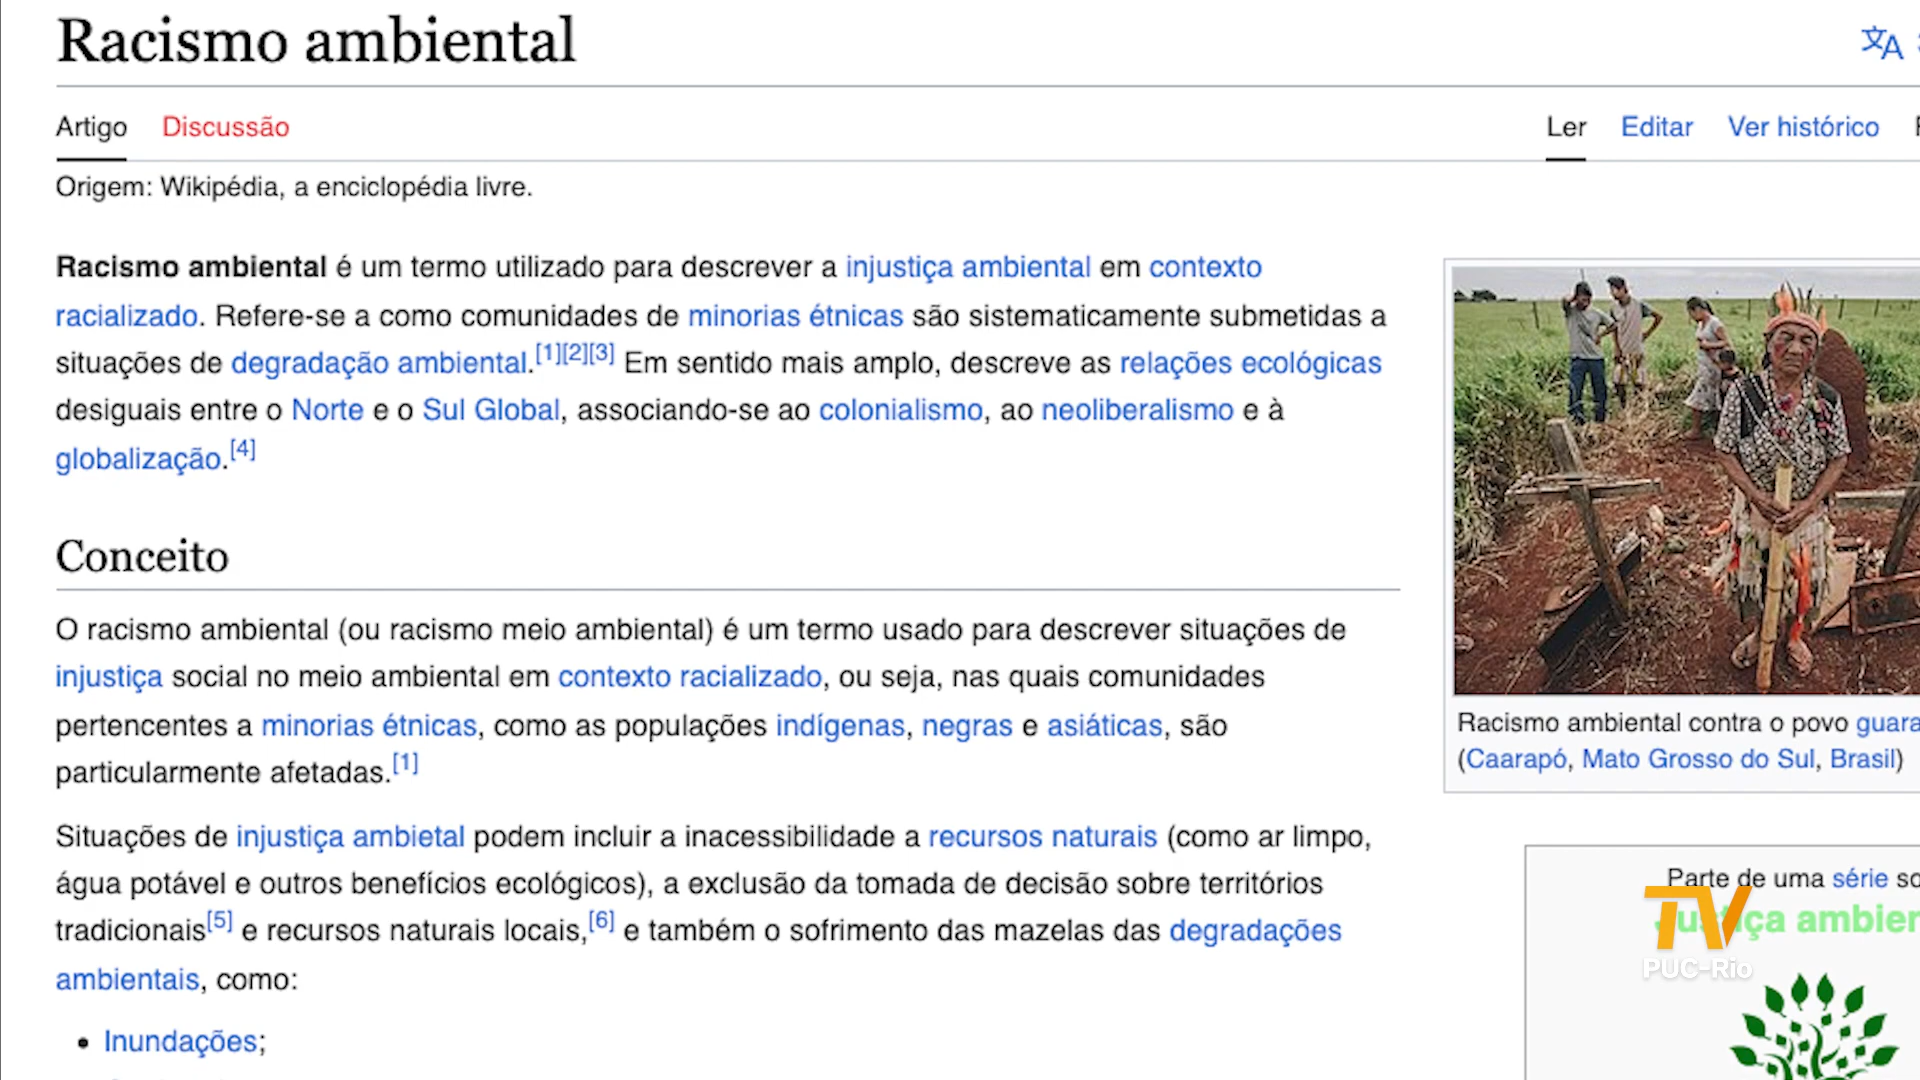 Racismo ambiental
文A
Artigo Discussão
Ler Editar Ver histórico
Origem: Wikipédia, a enciclopédia livre.
Racismo ambiental é um termo utilizado para descrever a injustiça ambiental em contexto
racializado. Refere-se a como comunidades de minorias étnicas são sistematicamente submetidas a
situações de degradação ambiental.[1][2][3] Em sentido mais amplo, descreve as relações ecológicas
desiguais entre o Norte e o Sul Global, associando-se ao colonialismo, ao neoliberalismo e à
globalização.[4]
Conceito
O racismo ambiental (ou racismo meio ambiental) é um termo usado para descrever situações de
injustiça social no meio ambiental em contexto racializado, ou seja, nas quais comunidades
pertencentes a minorias étnicas, como as populações indígenas, negras e asiáticas, são
particularmente afetadas.[1]
Situações de injustiça ambietal podem incluir a inacessibilidade a recursos naturais (como ar limpo,
água potável e outros benefícios ecológicos), a exclusão da tomada de decisão sobre territórios
tradicionais[5] e recursos naturais locais,[6] e também o sofrimento das mazelas das degradações
ambientais, como:
• Inundações;
Racismo ambiental contra o povo guara
(Caarapó, Mato Grosso do Sul, Brasil)
Parte de uma série so
Justiça ambien
TV
PUC-Rio